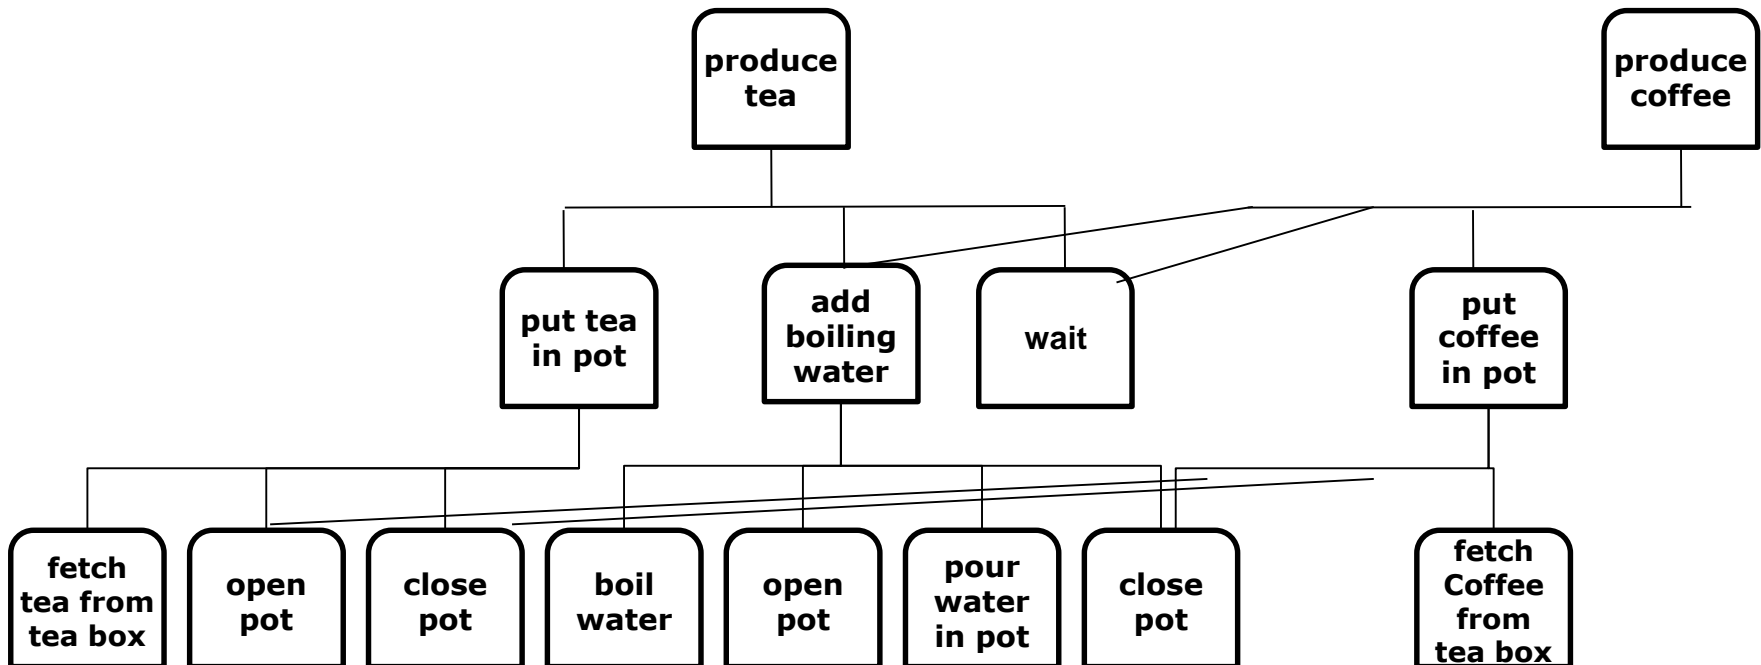 produce
tea
produce
coffee
put tea
in pot
add
boiling
water
wait
put
coffee
in pot
fetch
tea from
tea box
open
pot
close
pot
boil
water
open
pot
pour
water
in pot
close
pot
fetch
Coffee
from
tea box